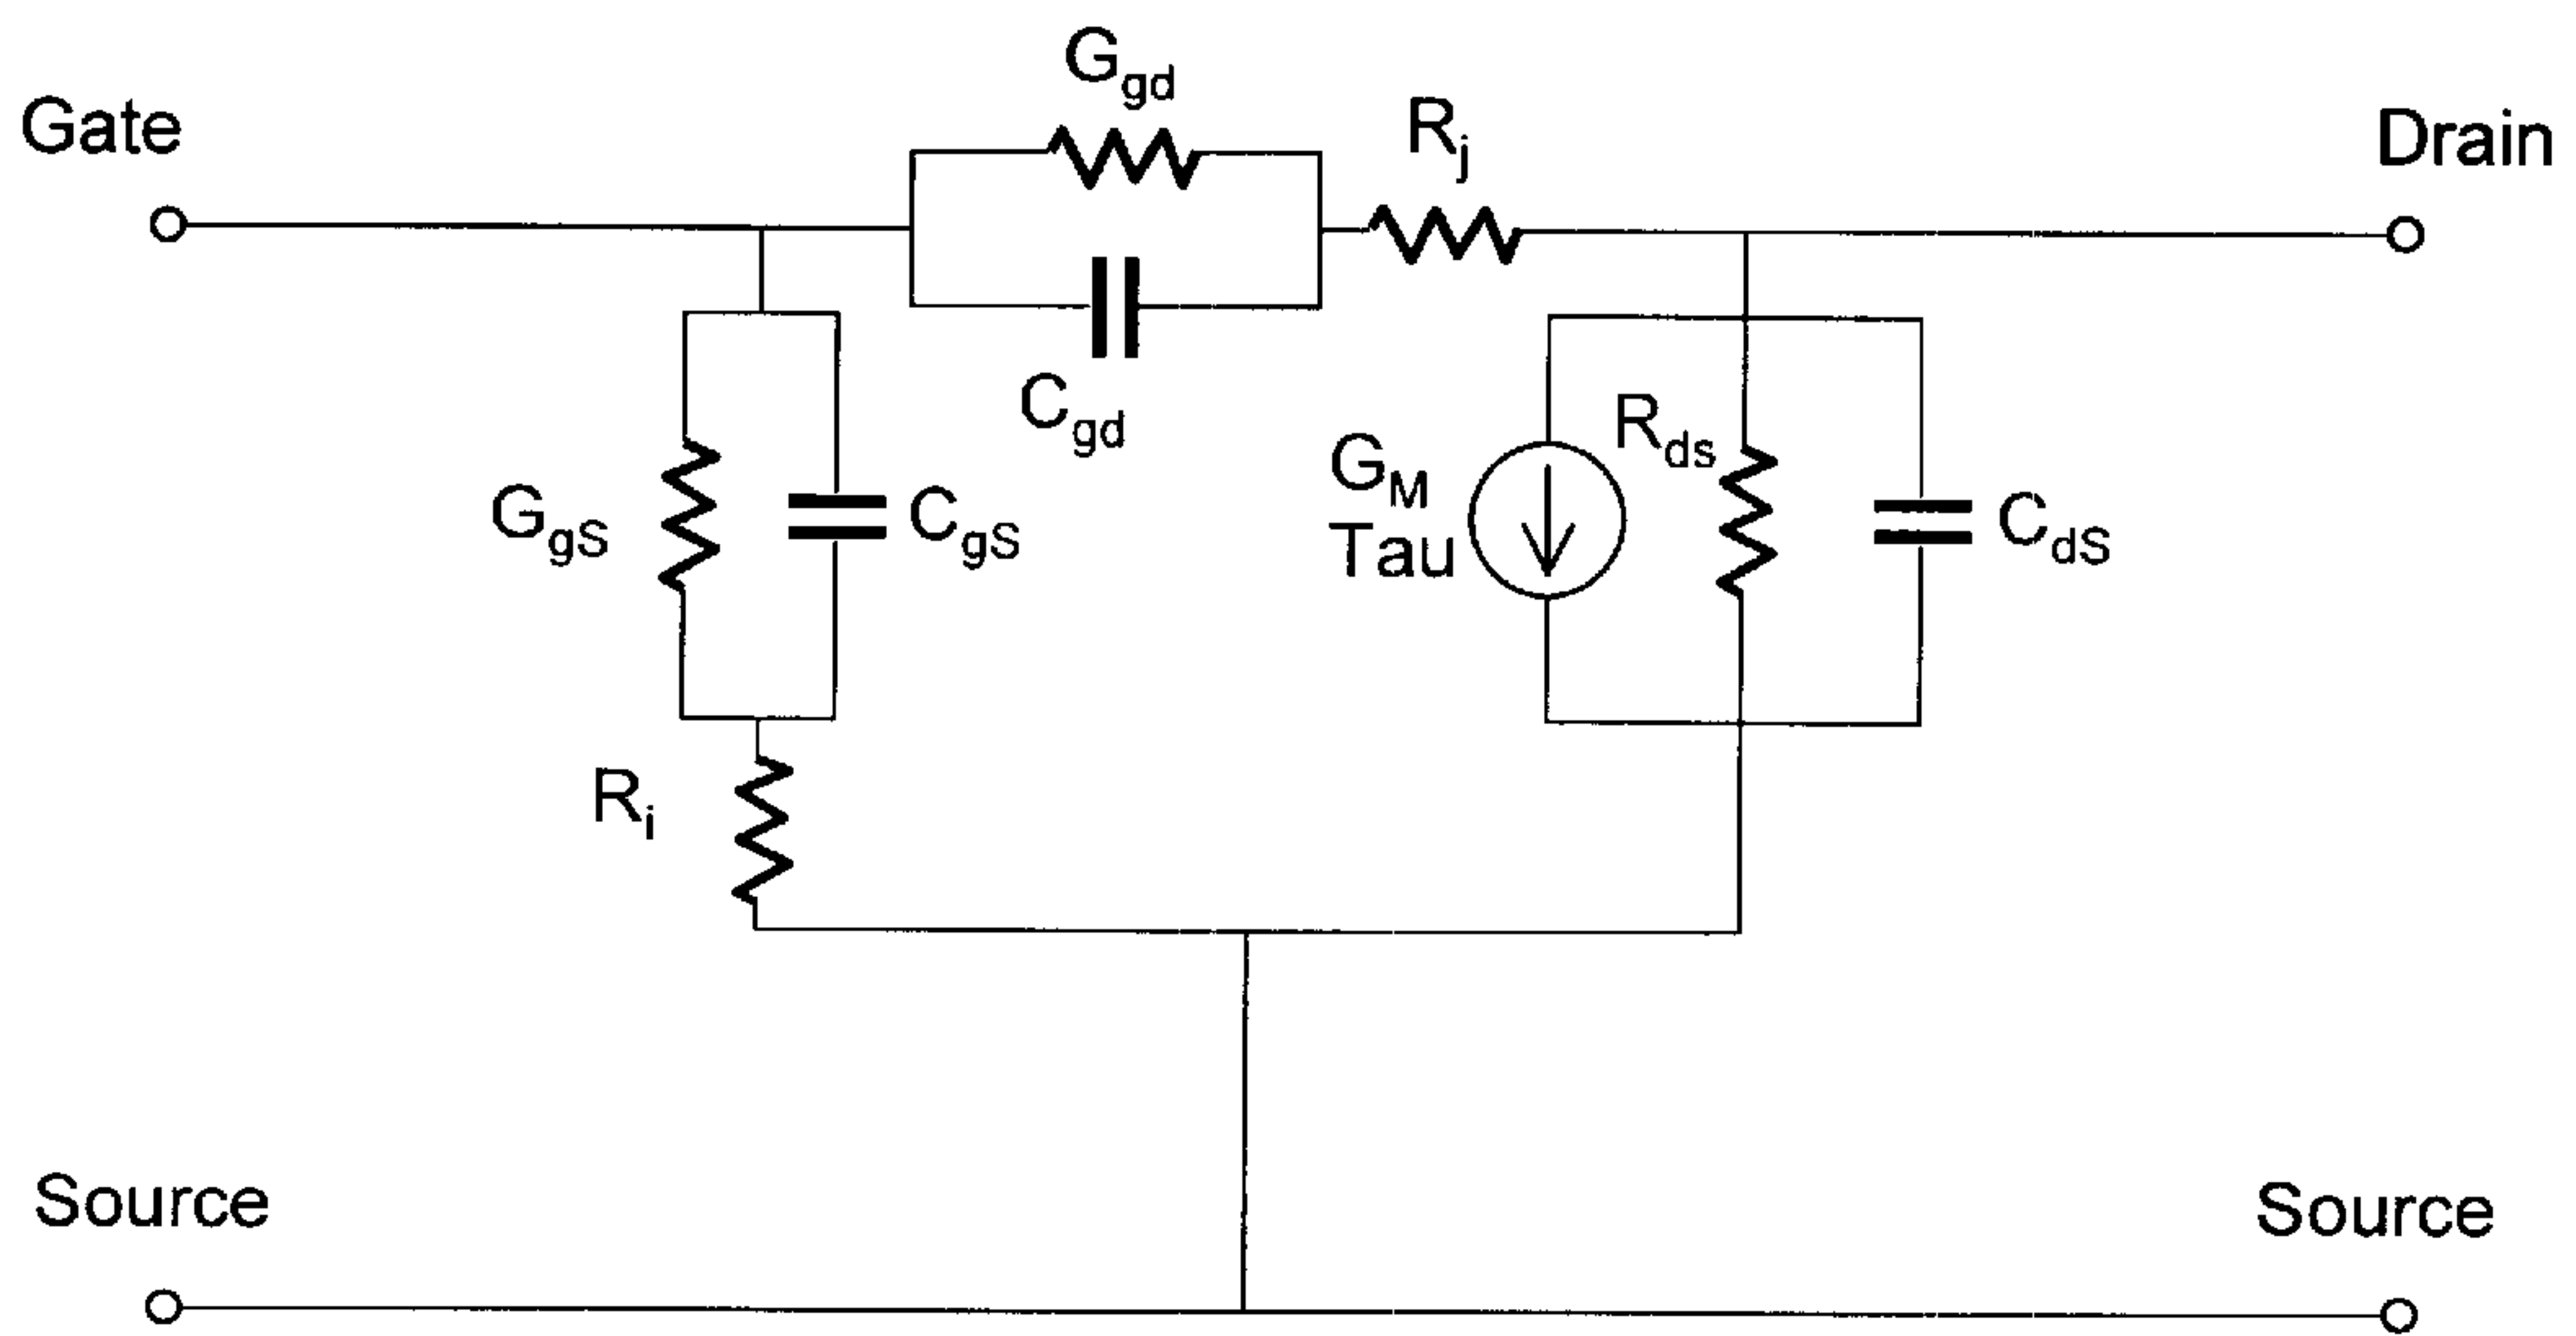 Gate
Ggd
Rj
Drain
Cgd
GgS
CgS
GM
Tau
Rds
CdS
Ri
Source
Source